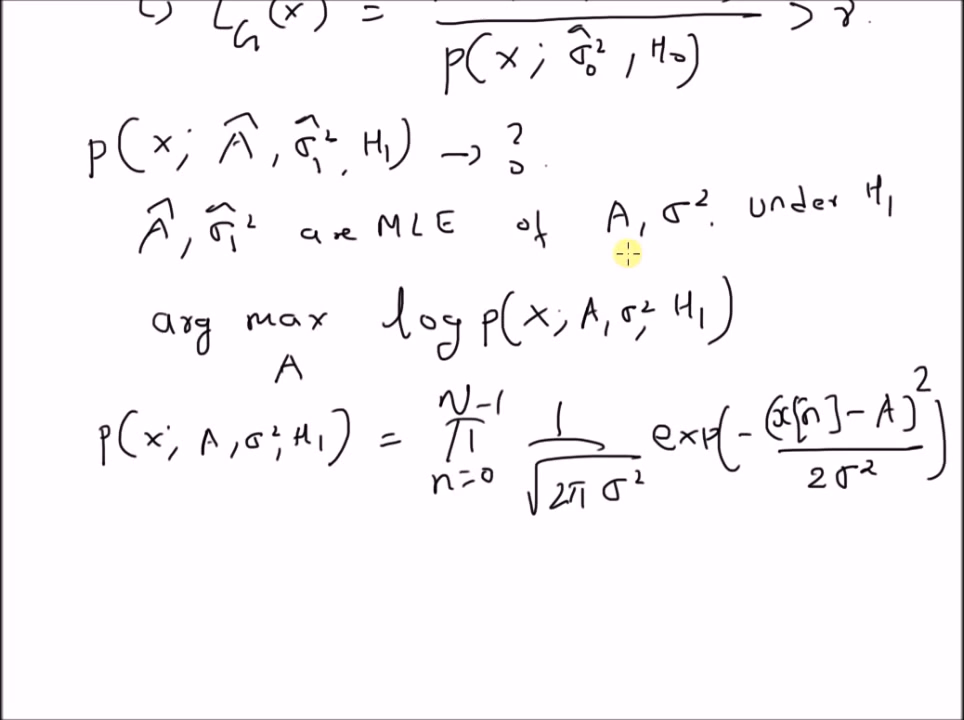 L_G(x) = ――― > γ.
p(x; σ̂₀², H₀)
p(x; Â, σ̂₁², H₁) → ?
Â, σ̂₁² are MLE of A, σ². under H₁
arg max log p(x; A, σ², H₁)
A
p(x; A, σ², H₁) = ∏_{n=0}^{N-1} 1/√(2πσ²) exp(-(x[n]-A)²/2σ²)